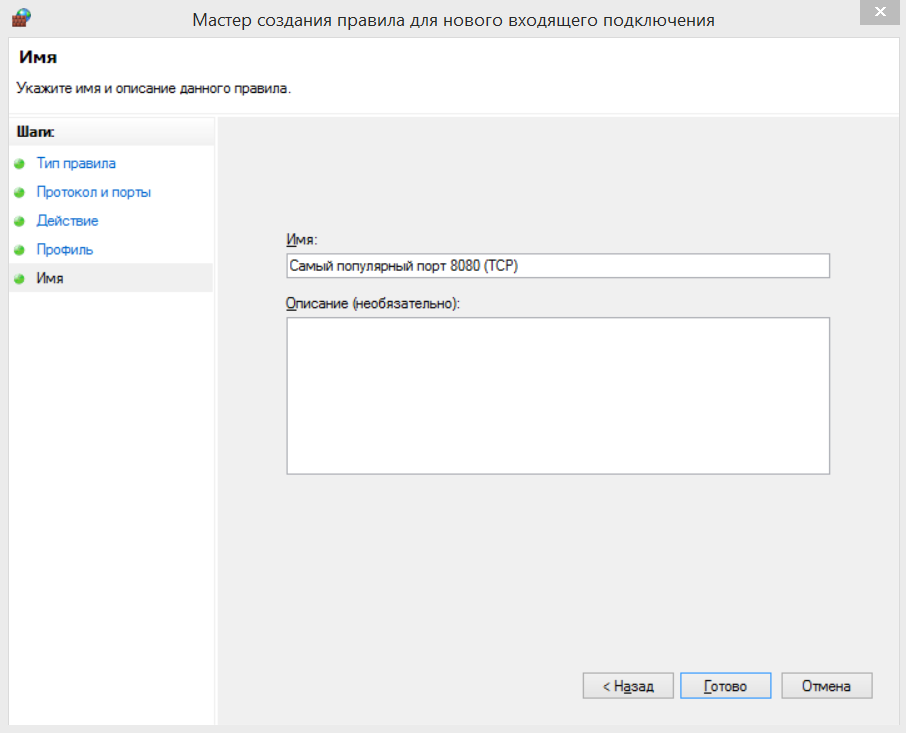 Мастер создания правила для нового входящего подключения
Имя
Укажите имя и описание данного правила.
Шаги:
Тип правила
Протокол и порты
Действие
Профиль
Имя
Имя:
Самый популярный порт 8080 (TCP)
Описание (необязательно):
< Назад
Готово
Отмена